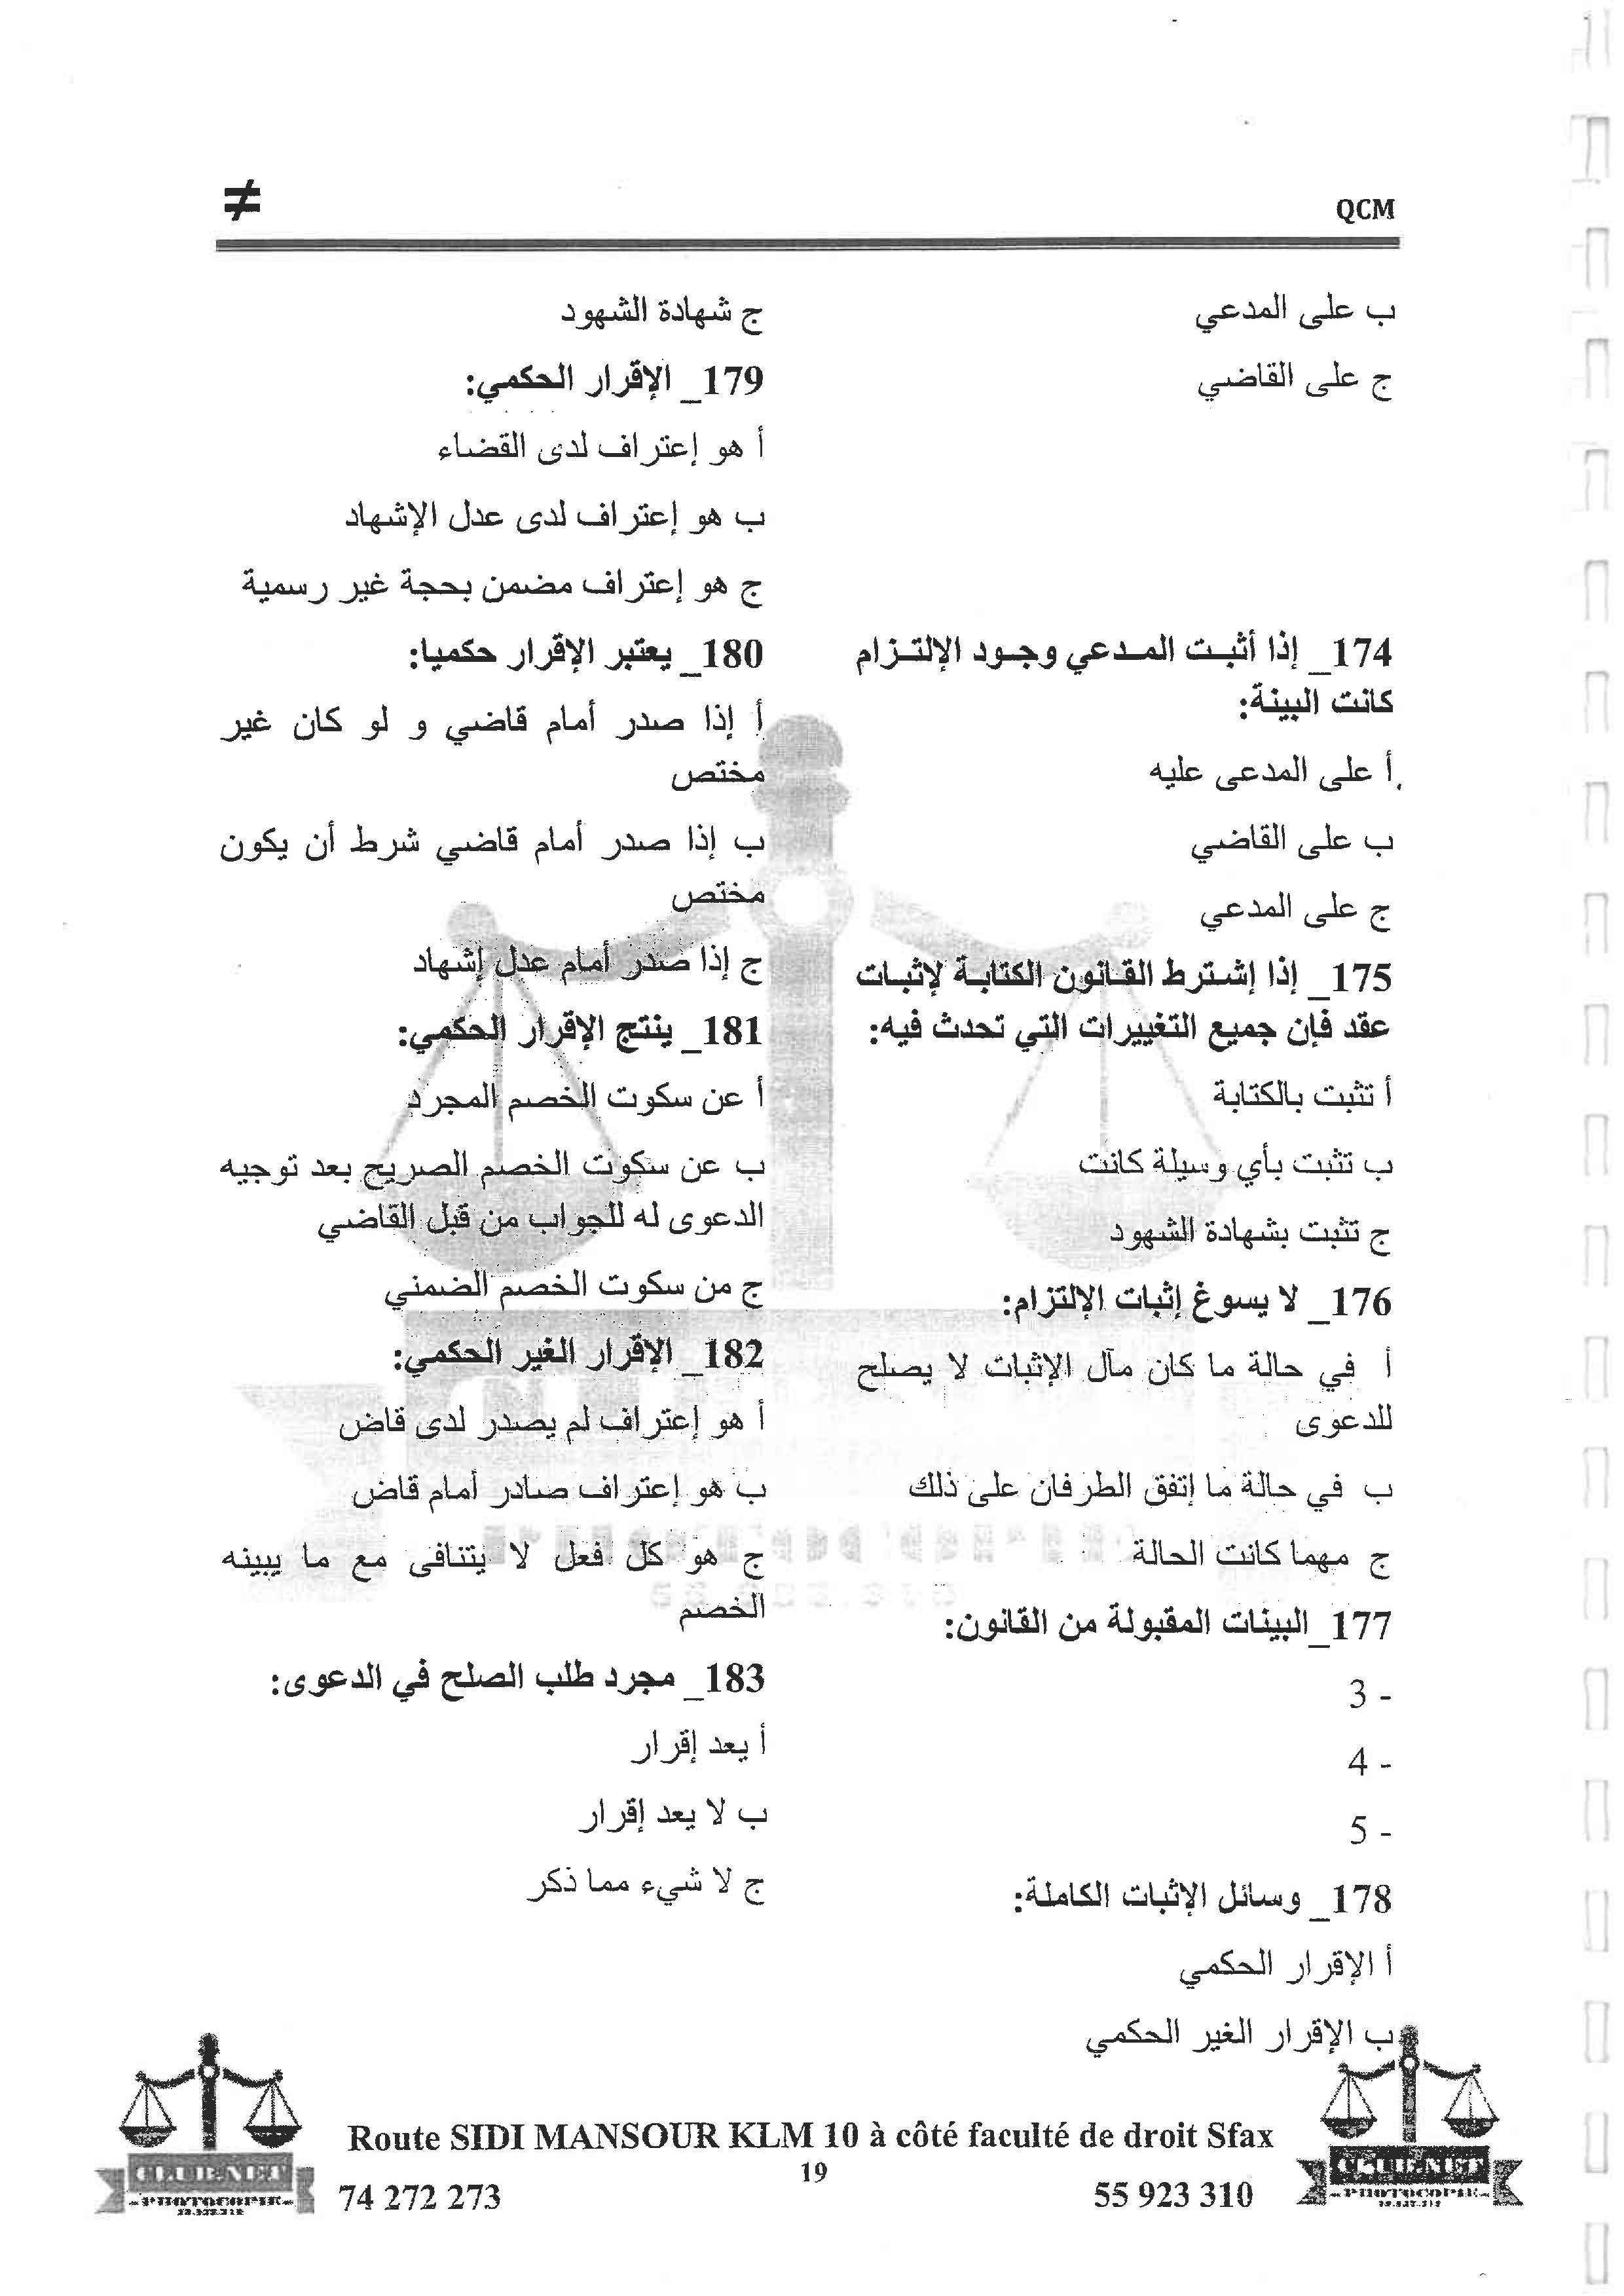 QCM
≠
ب على المدعي
ج على القاضي
174_ إذا أثبت المدعي وجود الإلتزام
كانت البينة:
أ على المدعى عليه
ب على القاضي
ج على المدعي
175_ إذا إشترط القانون الكتابة لإثبات
عقد فإن جميع التغييرات التي تحدث فيه:
أ تثبت بالكتابة
ب تثبت بأي وسيلة كانت
ج تثبت بشهادة الشهود
176_ لا يسوغ إثبات الإلتزام:
أ في حالة ما كان مآل الإثبات لا يصلح
للدعوى
ب في حالة ما إتفق الطرفان على ذلك
ج مهما كانت الحالة
177_البينات المقبولة من القانون:
- 3
- 4
- 5
178_ وسائل الإثبات الكاملة:
أ الإقرار الحكمي
ب الإقرار الغير الحكمي
ج شهادة الشهود
179_ الإقرار الحكمي:
أ هو إعتراف لدى القضاء
ب هو إعتراف لدى عدل الإشهاد
ج هو إعتراف مضمن بحجة غير رسمية
180_ يعتبر الإقرار حكميا:
أ إذا صدر أمام قاضي و لو كان غير
مختص
ب إذا صدر أمام قاضي شرط أن يكون
مختص
ج إذا صدر أمام عدل إشهاد
181_ ينتج الإقرار الحكمي:
أ عن سكوت الخصم المجرد
ب عن سكوت الخصم الصريح بعد توجيه
الدعوى له للجواب من قبل القاضي
ج من سكوت الخصم الضمني
182_ الإقرار الغير الحكمي:
أ هو إعتراف لم يصدر لدى قاض
ب هو إعتراف صادر أمام قاض
ج هو كل فعل لا يتنافى مع ما يبينه
الخصم
183_ مجرد طلب الصلح في الدعوى:
أ يعد إقرار
ب لا يعد إقرار
ج لا شيء مما ذكر
Route SIDI MANSOUR KLM 10 à côté faculté de droit Sfax
19
74 272 273
55 923 310
CLUB.NET
-PHOTOCOPIE-
CLUB.NET
-PHOTOCOPIE-